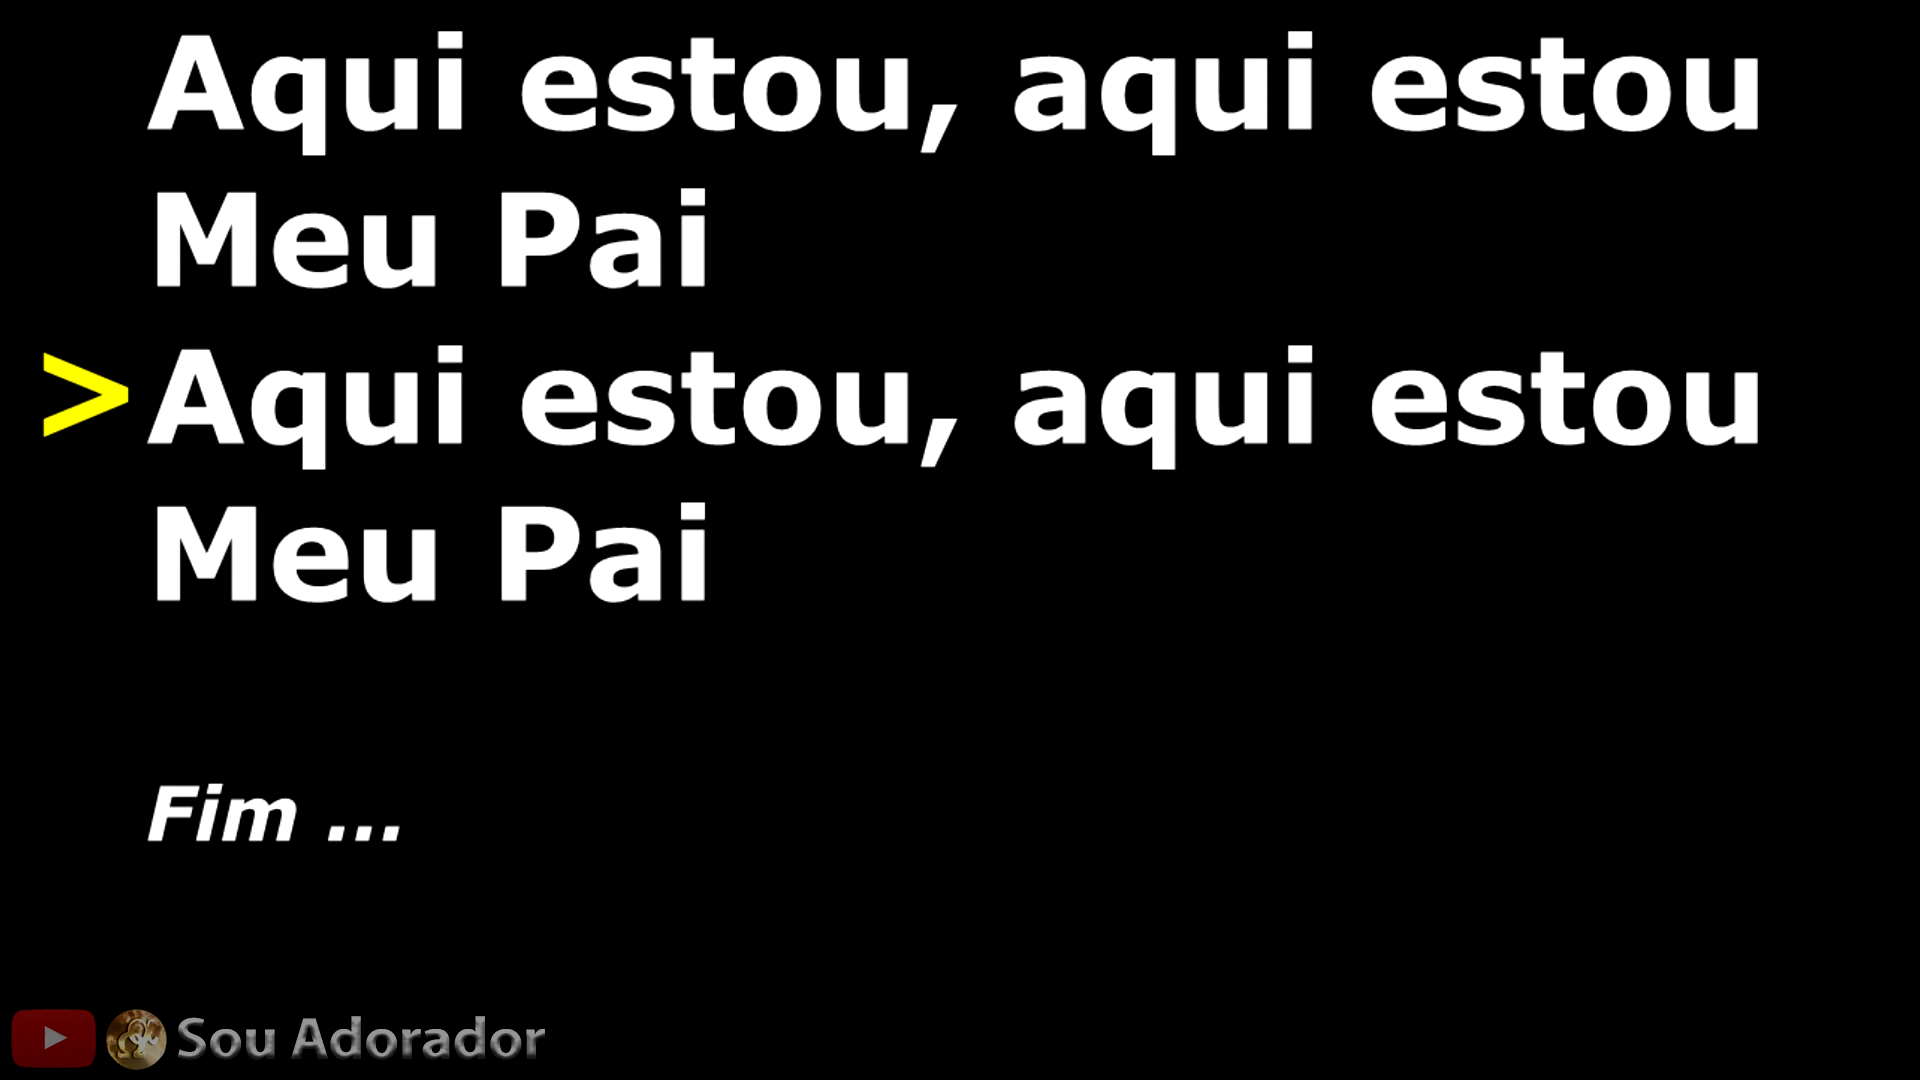 Aqui estou, aqui estou
Meu Pai
>Aqui estou, aqui estou
Meu Pai
Fim ...
Sou Adorador